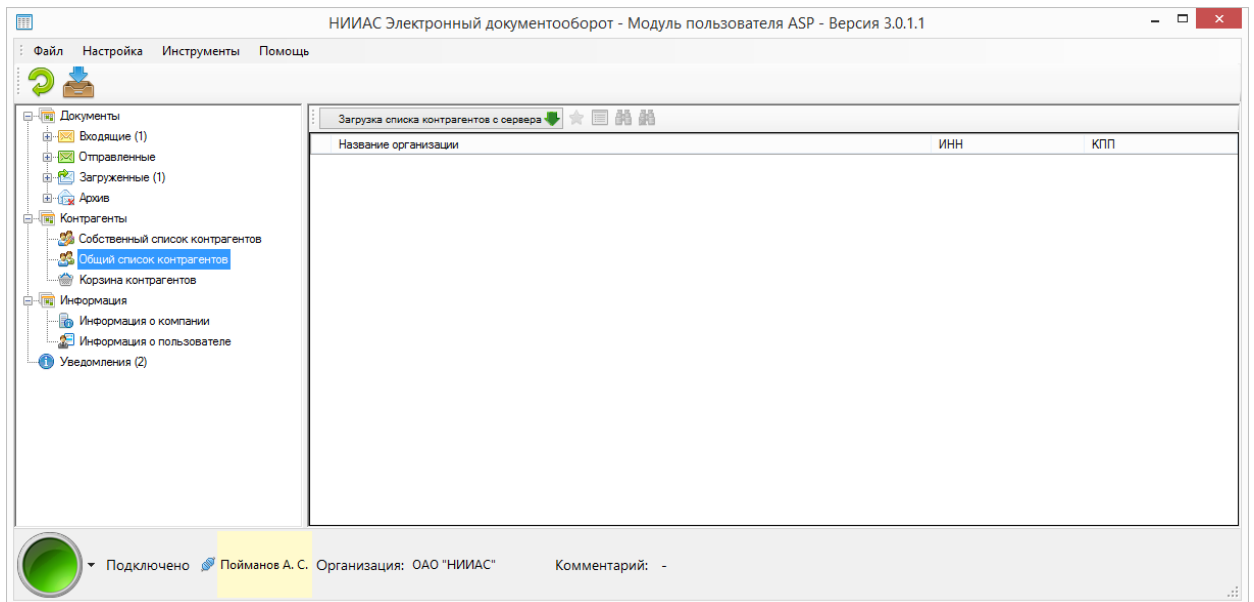 НИИАС Электронный документооборот - Модуль пользователя ASP - Версия 3.0.1.1
Файл Настройка Инструменты Помощь
Документы
Входящие (1)
Отправленные
Загруженные (1)
Архив
Контрагенты
Собственный список контрагентов
Общий список контрагентов
Корзина контрагентов
Информация
Информация о компании
Информация о пользователе
Уведомления (2)
Загрузка списка контрагентов с сервера
Название организации ИНН КПП
Подключено Пойманов А. С. Организация: ОАО "НИИАС" Комментарий: -